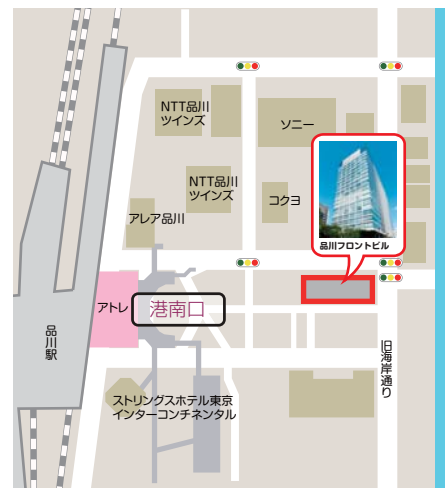 NTT品川
ツインズ
ソニー
NTT品川
ツインズ
コクヨ
品川フロントビル
アレア品川
アトレ
港南口
品川駅
旧海岸通り
ストリングスホテル東京
インターコンチネンタル